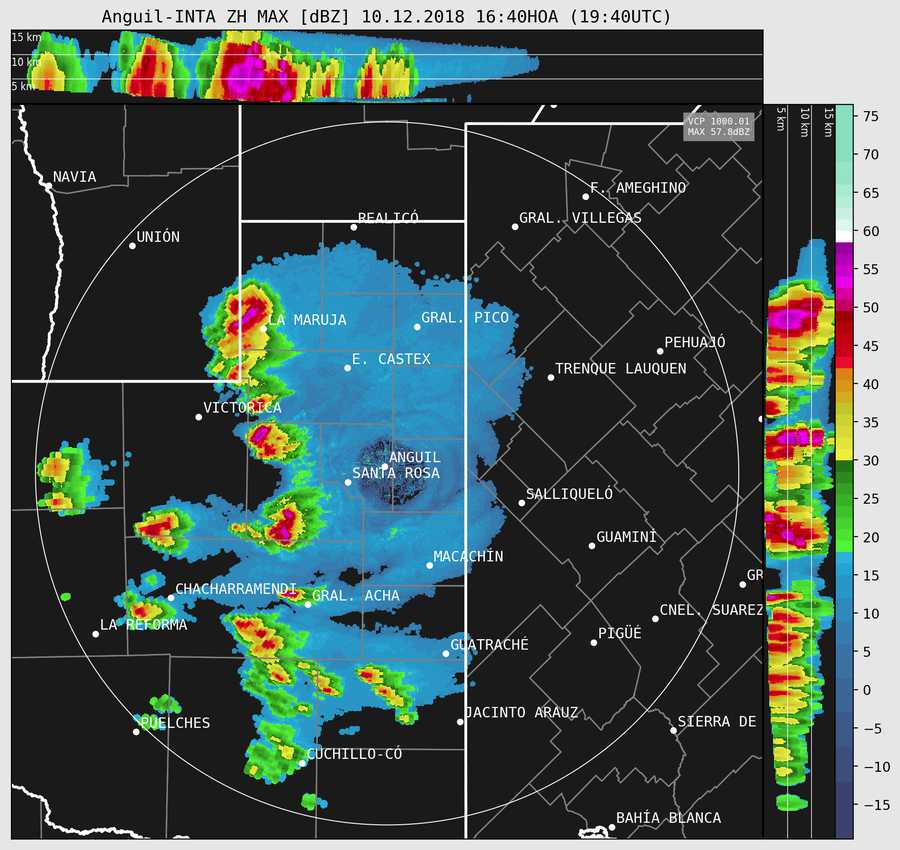 Anguil-INTA ZH MAX [dBZ] 10.12.2018 16:40HOA (19:40UTC)
15 km
10 km
5 km
VCP 1000.01
MAX 57.8dBZ
5 km
10 km
15 km
NAVIA
F. AMEGHINO
REALICÓ
GRAL. VILLEGAS
UNIÓN
LA MARUJA
GRAL. PICO
PEHUAJÓ
E. CASTEX
TRENQUE LAUQUEN
VICTORICA
ANGUIL
SANTA ROSA
SALLIQUELÓ
GUAMINÍ
MACACHÍN
GR
CHACHARRAMENDI
GRAL. ACHA
CNEL. SUAREZ
LA REFORMA
PIGÜÉ
GUATRACHÉ
JACINTO ARAUZ
PUELCHES
SIERRA DE
CUCHILLO-CÓ
BAHÍA BLANCA
75
70
65
60
55
50
45
40
35
30
25
20
15
10
5
0
−5
−10
−15